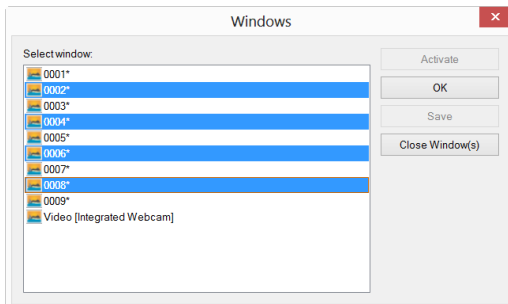 Windows
Select window:
0001*
0002*
0003*
0004*
0005*
0006*
0007*
0008*
0009*
Video [Integrated Webcam]
Activate
OK
Save
Close Window(s)